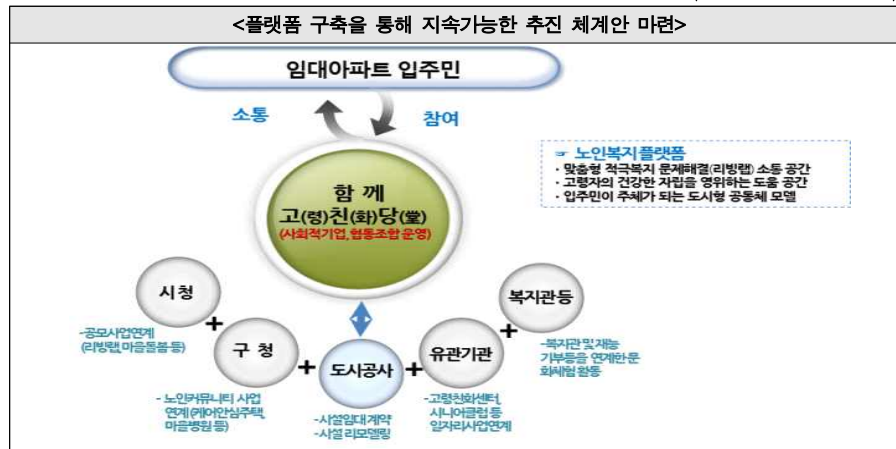 <플랫폼 구축을 통해 지속가능한 추진 체계안 마련>
임대아파트 입주민
소통
참여
☞ 노인복지 플랫폼
· 맞춤형 적극복지 문제해결(리빙랩) 소통 공간
· 고령자의 건강한 자립을 영위하는 도움 공간
· 입주민이 주체가 되는 도시형 공동체 모델
함 께
고(령)친(화)당(堂)
(사회적기업, 협동조합 운영)
시청
-공모사업연계
(리빙랩,마을돌봄 등)
+
구 청
- 노인커뮤니티 사업
연계(케어안심주택,
마을병원 등)
+
도시공사
-시설임대 계약
-시설 리모델링
+
유관기관
-고령친화센터,
시니어클럽 등
일자리사업연계
+
복지관등
-복지관 및 재능
기부등을 연계한 문
화체험 활동